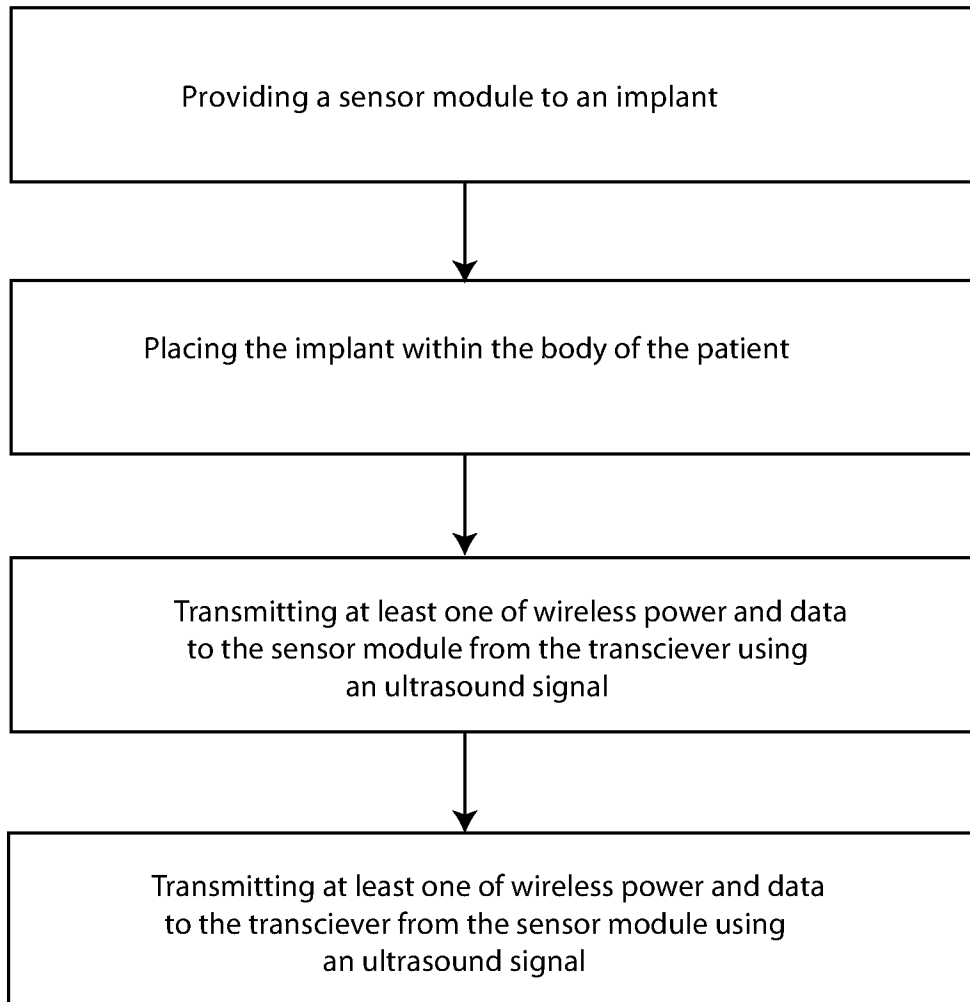 Providing a sensor module to an implant
Placing the implant within the body of the patient
Transmitting at least one of wireless power and data
to the sensor module from the transciever using
an ultrasound signal
Transmitting at least one of wireless power and data
to the transciever from the sensor module using
an ultrasound signal